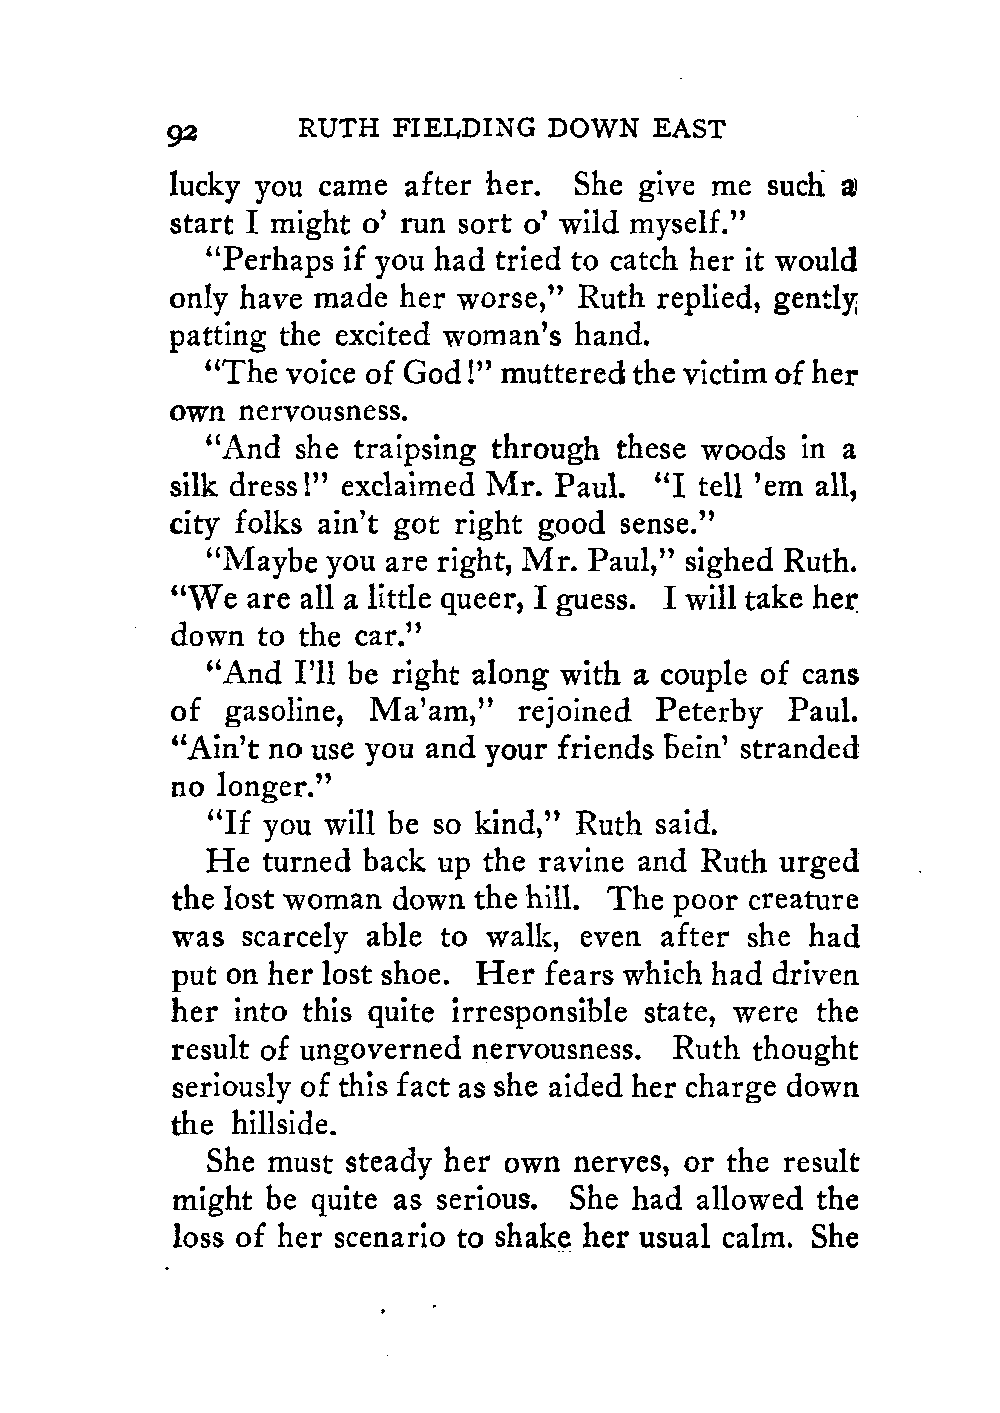 92 RUTH FIELDING DOWN EAST
lucky you came after her. She give me such a
start I might o' run sort o' wild myself."
"Perhaps if you had tried to catch her it would
only have made her worse," Ruth replied, gently
patting the excited woman's hand.
"The voice of God!" muttered the victim of her
own nervousness.
"And she traipsing through these woods in a
silk dress!" exclaimed Mr. Paul. "I tell 'em all,
city folks ain't got right good sense."
"Maybe you are right, Mr. Paul," sighed Ruth.
"We are all a little queer, I guess. I will take her
down to the car."
"And I'll be right along with a couple of cans
of gasoline, Ma'am," rejoined Peterby Paul.
"Ain't no use you and your friends bein' stranded
no longer."
"If you will be so kind," Ruth said.
He turned back up the ravine and Ruth urged
the lost woman down the hill. The poor creature
was scarcely able to walk, even after she had
put on her lost shoe. Her fears which had driven
her into this quite irresponsible state, were the
result of ungoverned nervousness. Ruth thought
seriously of this fact as she aided her charge down
the hillside.
She must steady her own nerves, or the result
might be quite as serious. She had allowed the
loss of her scenario to shake her usual calm. She